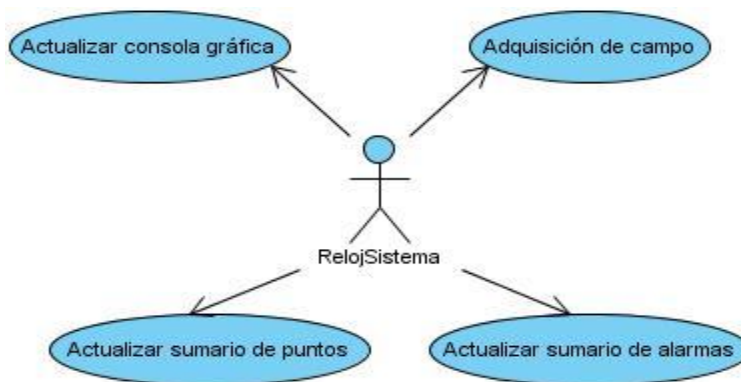 Actualizar consola gráfica
Adquisición de campo
RelojSistema
Actualizar sumario de puntos
Actualizar sumario de alarmas